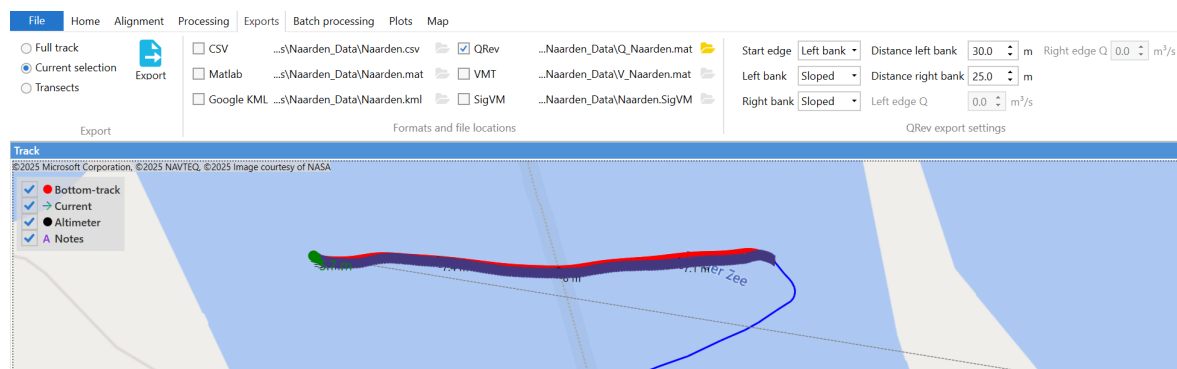 File Home Alignment Processing Exports Batch processing Plots Map
Full track
Current selection
Transects
Export
Export
CSV ...s\Naarden_Data\Naarden.csv QRev ...Naarden_Data\Q_Naarden.mat
Matlab ...s\Naarden_Data\Naarden.mat VMT ...Naarden_Data\V_Naarden.mat
Google KML ...s\Naarden_Data\Naarden.kml SigVM ...Naarden_Data\Naarden.SigVM
Formats and file locations
Start edge Left bank Distance left bank 30.0 m Right edge Q 0.0 m³/s
Left bank Sloped Distance right bank 25.0 m
Right bank Sloped Left edge Q 0.0 m³/s
QRev export settings
Track
©2025 Microsoft Corporation, ©2025 NAVTEQ, ©2025 Image courtesy of NASA
Bottom-track
Current
Altimeter
A Notes
Zee